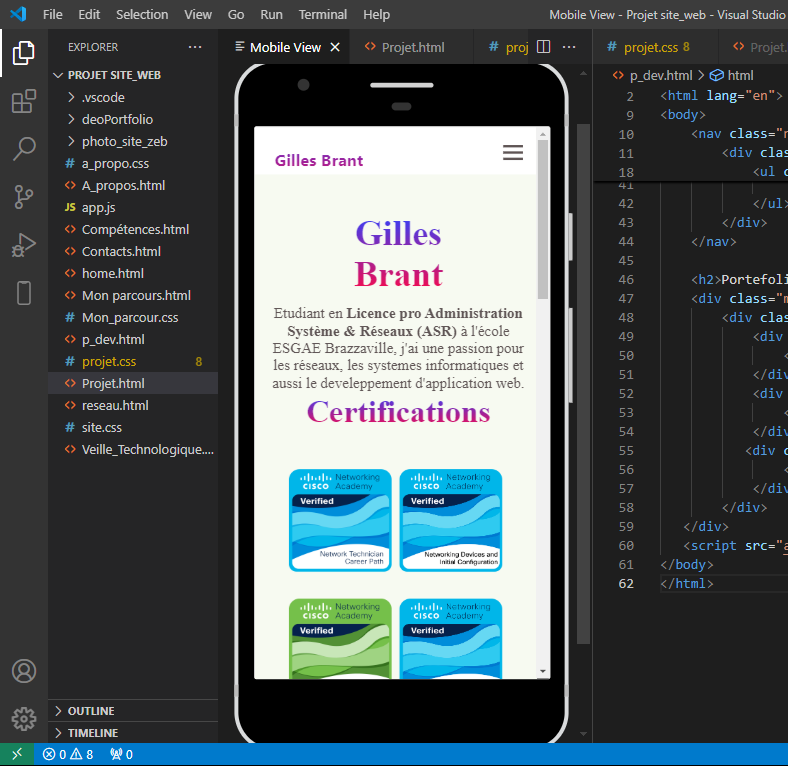 File Edit Selection View Go Run Terminal Help Mobile View - Projet site_web - Visual Studio
EXPLORER ...
PROJET SITE_WEB
.vscode
deoPortfolio
photo_site_zeb
# a_propo.css
<> A_propos.html
JS app.js
<> Compétences.html
<> Contacts.html
<> home.html
<> Mon parcours.html
# Mon_parcour.css
<> p_dev.html
# projet.css 8
<> Projet.html
<> reseau.html
# site.css
<> Veille_Technologique....
OUTLINE
TIMELINE
0 8 0
Mobile View × <> Projet.html # proj ...
Gilles Brant
Gilles
Brant
Etudiant en Licence pro Administration
Système & Réseaux (ASR) à l'école
ESGAE Brazzaville, j'ai une passion pour
les réseaux, les systemes informatiques et
aussi le developpement d'application web.
Certifications
CISCO Networking Academy
Verified
Network Technician
Career Path
CISCO Networking Academy
Verified
Networking Devices and
Initial Configuration
CISCO Networking Academy
Verified
CISCO Networking Academy
Verified
# projet.css 8 <> Projet.
<> p_dev.html > html
2 <html lang="en">
9 <body>
10 <nav class="
11 <div clas
18 <ul c
41
42 </ul>
43 </div>
44 </nav>
45
46 <h2>Portefoli
47 <div class="m
48 <div clas
49 <div
50 <
51 </di
52 <div
53 <
54 </di
55 <div c
56 <
57 </di
58 </div>
59 </div>
60 <script src="a
61 </body>
62 </html>